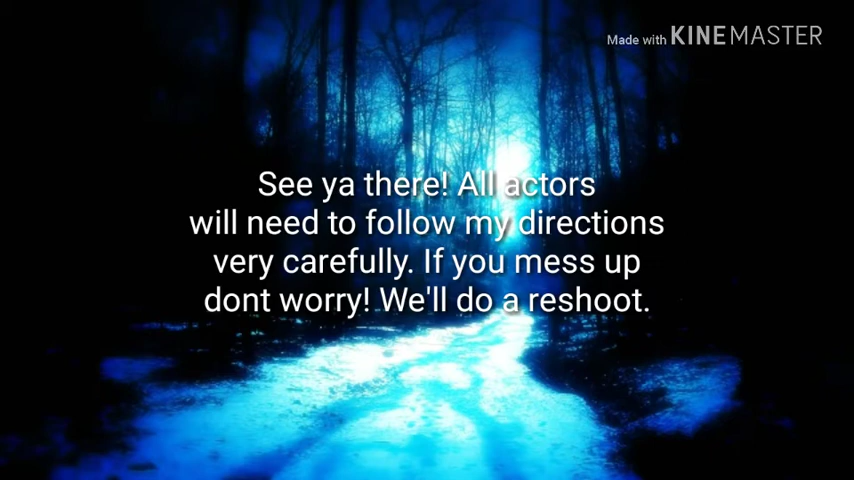 Made with KINEMASTER
See ya there! All actors
will need to follow my directions
very carefully. If you mess up
dont worry! We'll do a reshoot.